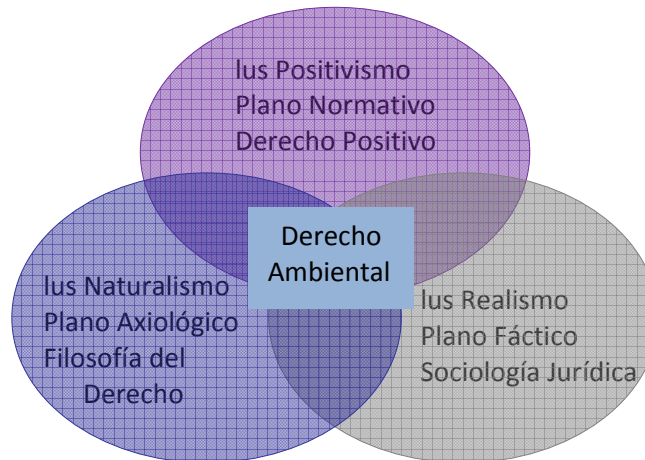 Ius Positivismo
Plano Normativo
Derecho Positivo
Derecho
Ambiental
Ius Naturalismo
Plano Axiológico
Filosofía del
Derecho
Ius Realismo
Plano Fáctico
Sociología Jurídica